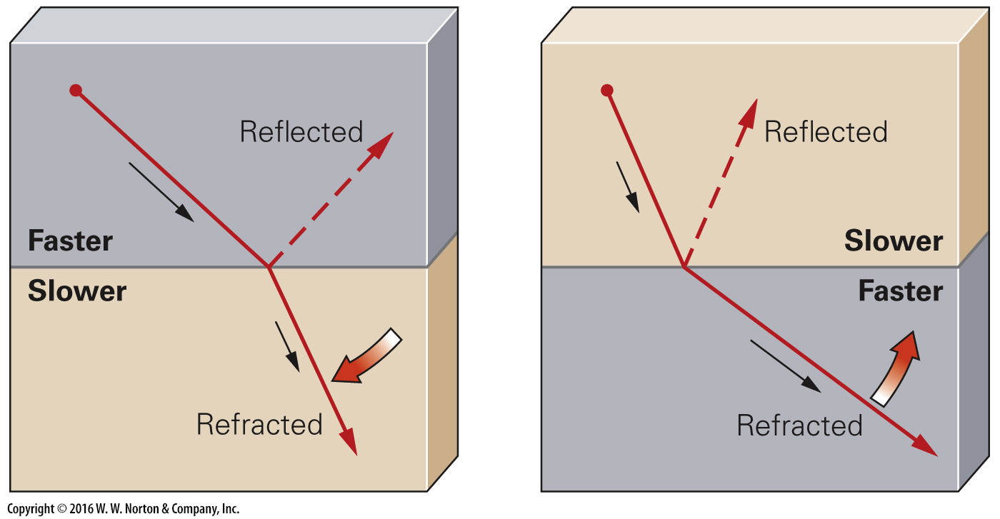 Reflected
Faster
Slower
Refracted
Reflected
Slower
Faster
Refracted
Copyright © 2016 W. W. Norton & Company, Inc.